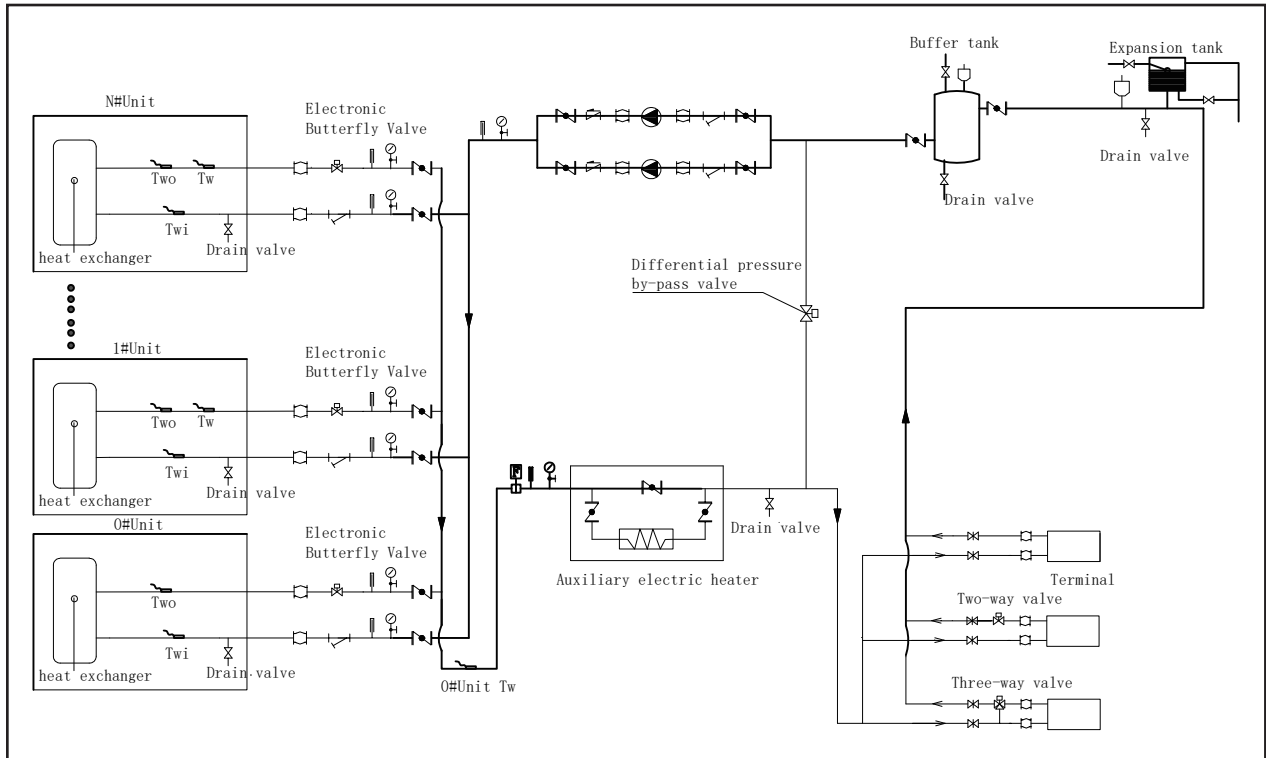 Buffer tank
Expansion tank
N#Unit
Electronic
Butterfly Valve
Two
Tw
Twi
Drain valve
heat exchanger
Drain valve
Drain valve
Differential pressure
by-pass valve
1#Unit
Electronic
Butterfly Valve
Two
Tw
Twi
Drain valve
heat exchanger
0#Unit
Electronic
Butterfly Valve
Two
Twi
Drain valve
heat exchanger
0#Unit Tw
Drain valve
Auxiliary electric heater
Terminal
Two-way valve
Three-way valve